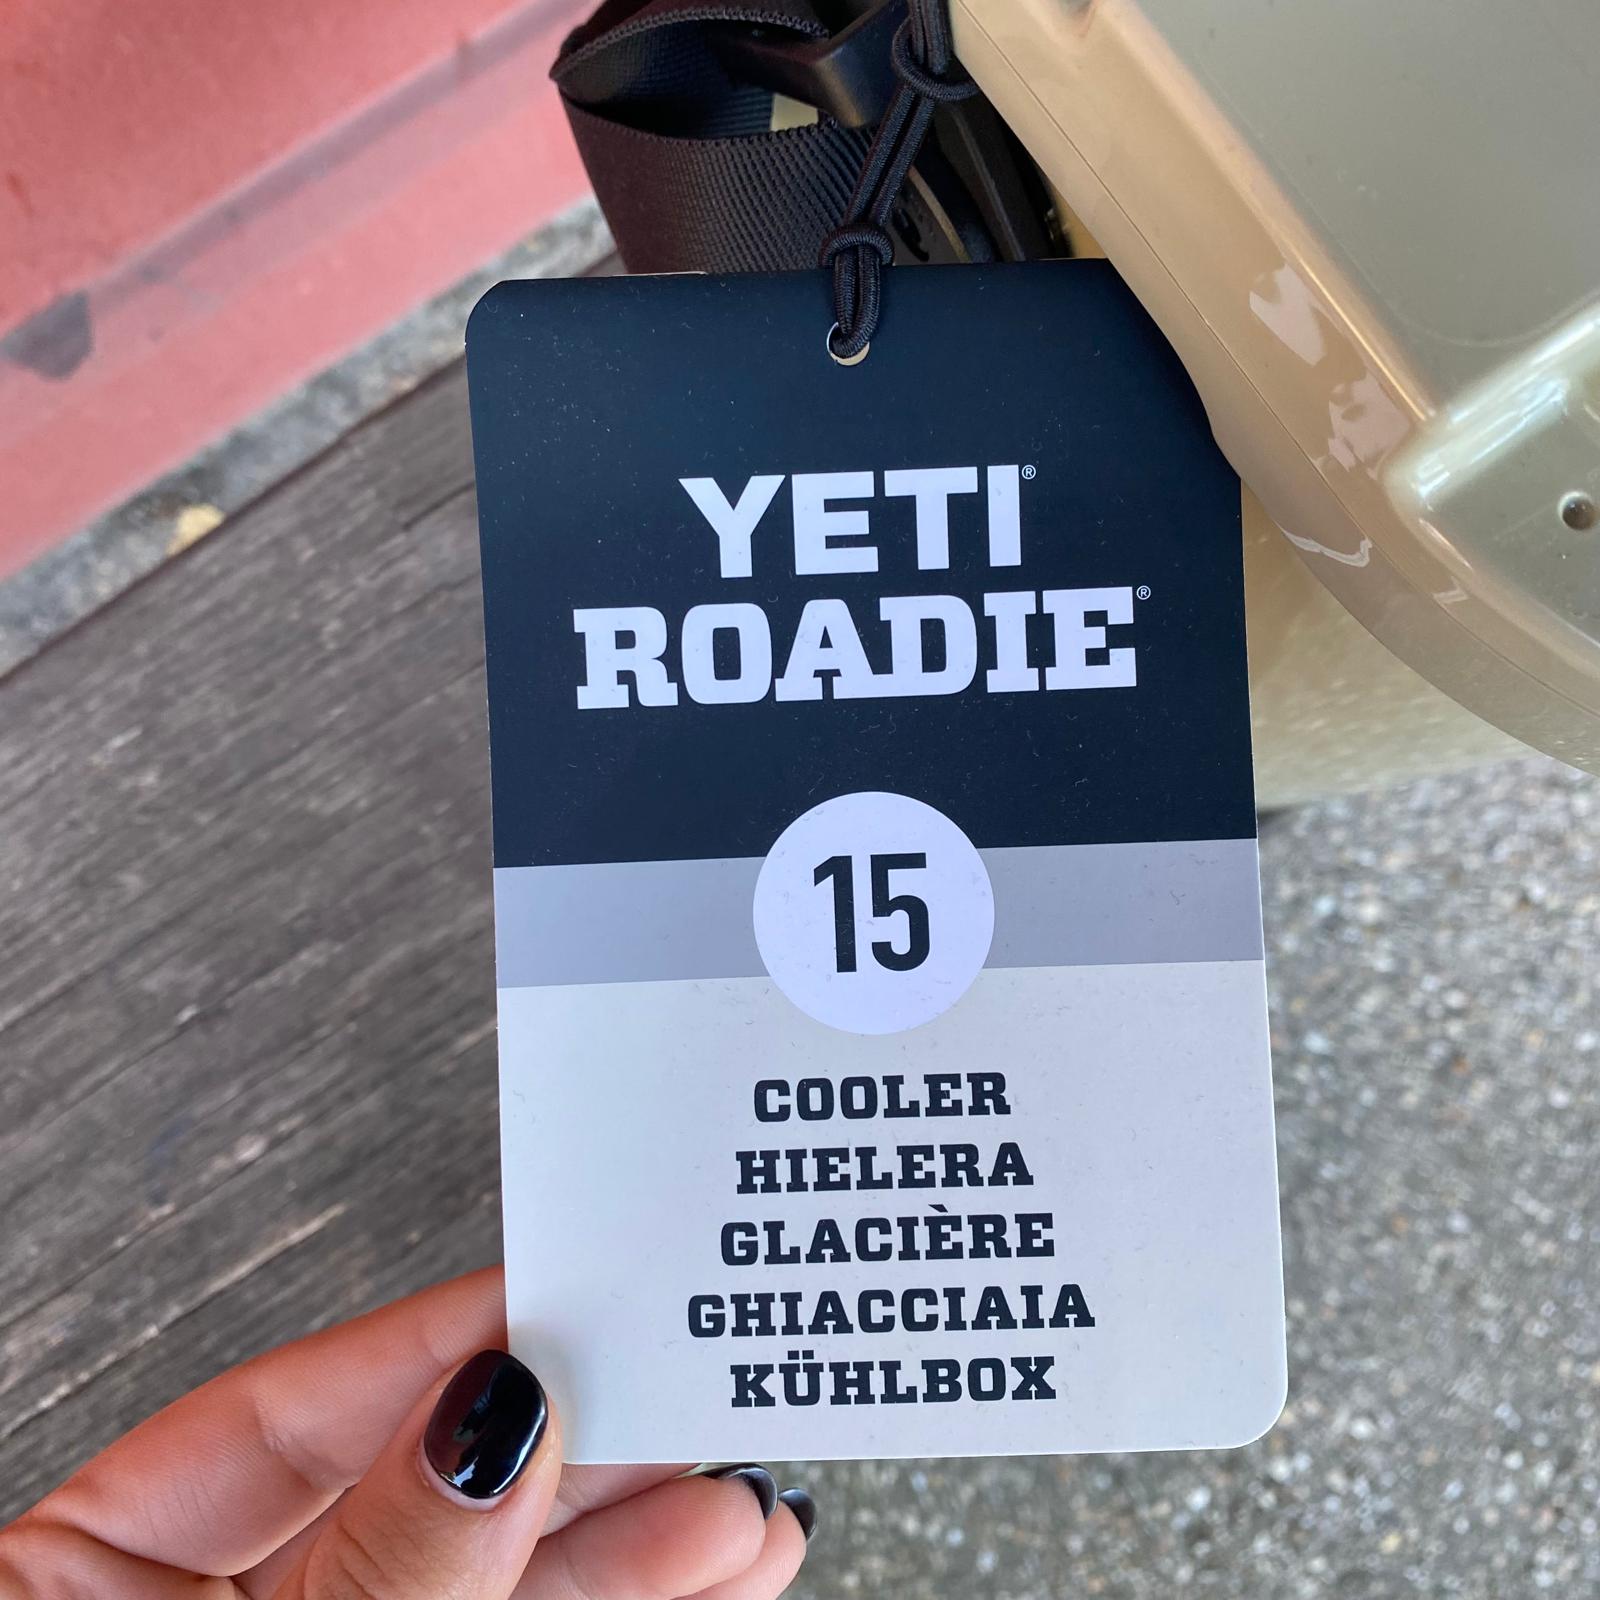 YETI®
ROADIE®
15
COOLER
HIELERA
GLACIÈRE
GHIACCIAIA
KÜHLBOX